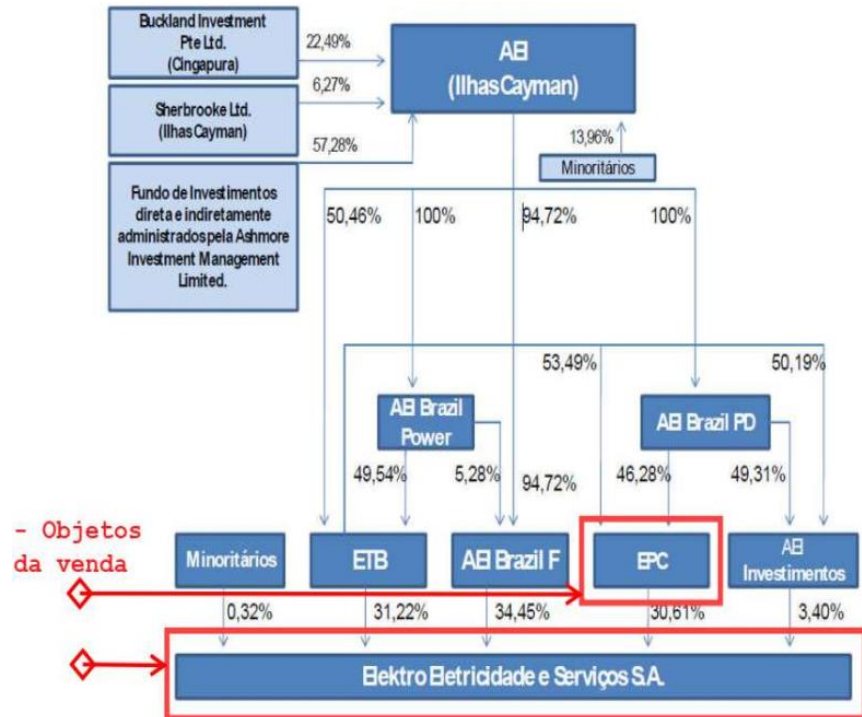 Buckland Investment
Pte Ltd.
(Cingapura)
22,49%
AEI
(Ilhas Cayman)
6,27%
Sherbrooke Ltd.
(Ilhas Cayman)
57,28%
13,96%
Minoritários
Fundo de Investimentos
direta e indiretamente
administrados pela Ashmore
Investment Management
Limited.
50,46%
100%
94,72%
100%
53,49%
50,19%
AEI Brazil
Power
AEI Brazil PD
49,54%
5,28%
94,72%
46,28%
49,31%
- Objetos
da venda
Minoritários
ETB
AEI Brazil F
EPC
AEI
Investimentos
0,32%
31,22%
34,45%
30,61%
3,40%
Elektro Eletricidade e Serviços S.A.